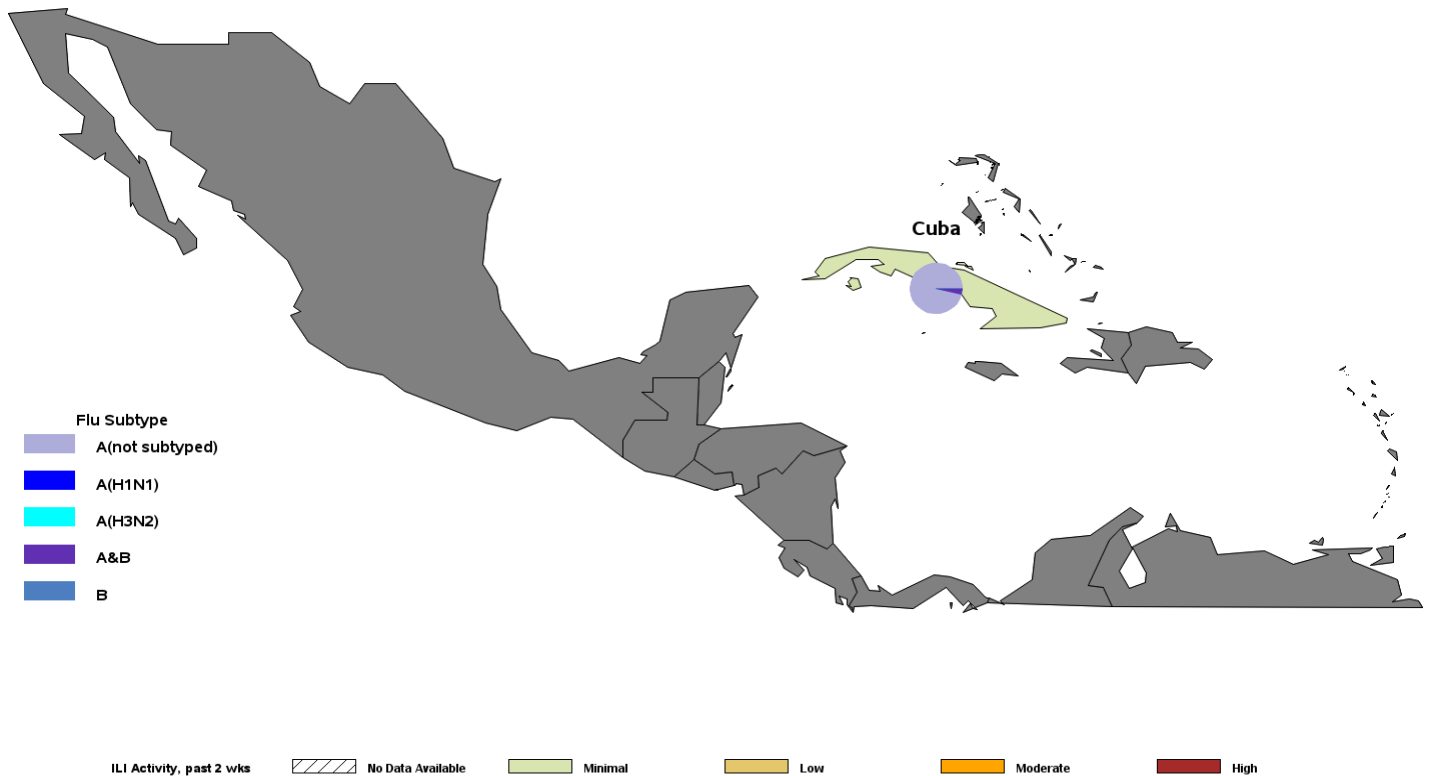 Cuba
Flu Subtype
A(not subtyped)
A(H1N1)
A(H3N2)
A&B
B
ILI Activity, past 2 wks No Data Available Minimal Low Moderate High